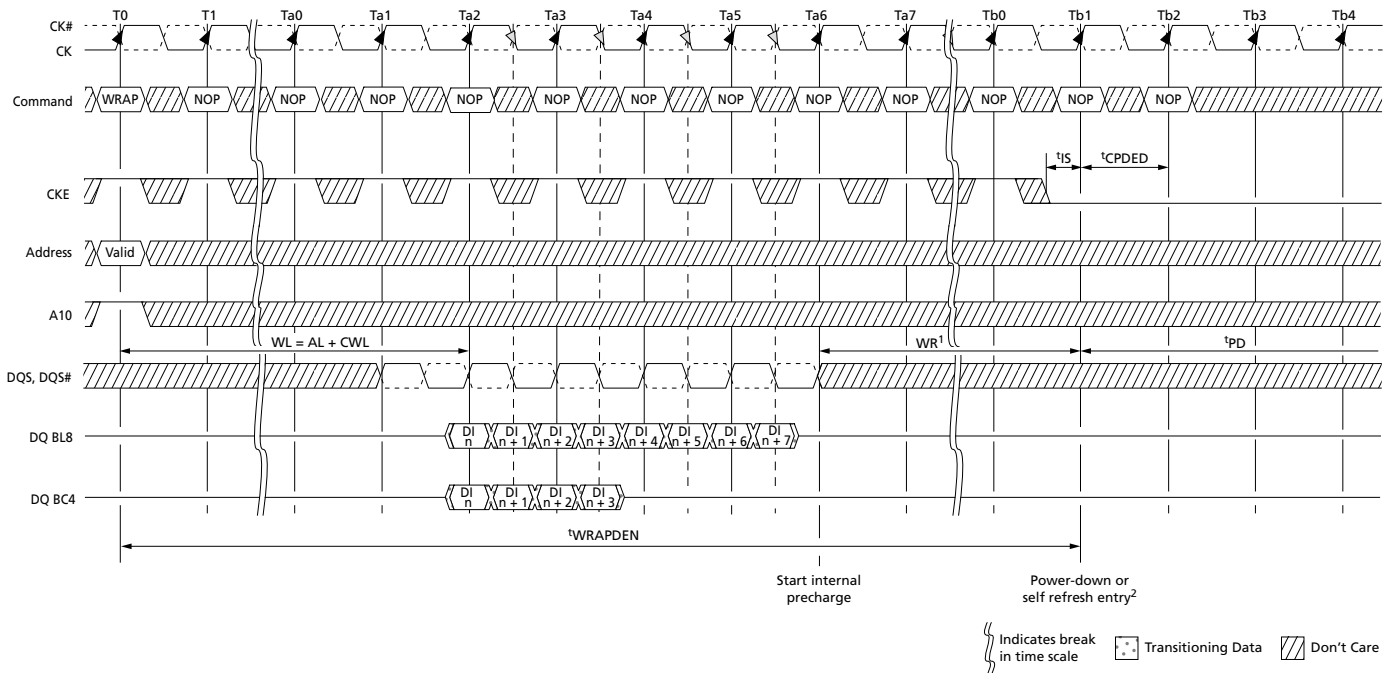 T0 T1 Ta0 Ta1 Ta2 Ta3 Ta4 Ta5 Ta6 Ta7 Tb0 Tb1 Tb2 Tb3 Tb4
CK#
CK
Command WRAP NOP NOP NOP NOP NOP NOP NOP NOP NOP NOP NOP NOP
tIS tCPDED
CKE
Address Valid
A10
WL = AL + CWL WR1 tPD
DQS, DQS#
DQ BL8 DI n DI n + 1 DI n + 2 DI n + 3 DI n + 4 DI n + 5 DI n + 6 DI n + 7
DQ BC4 DI n DI n + 1 DI n + 2 DI n + 3
tWRAPDEN
Start internal
precharge
Power-down or
self refresh entry2
Indicates break
in time scale
Transitioning Data
Don't Care